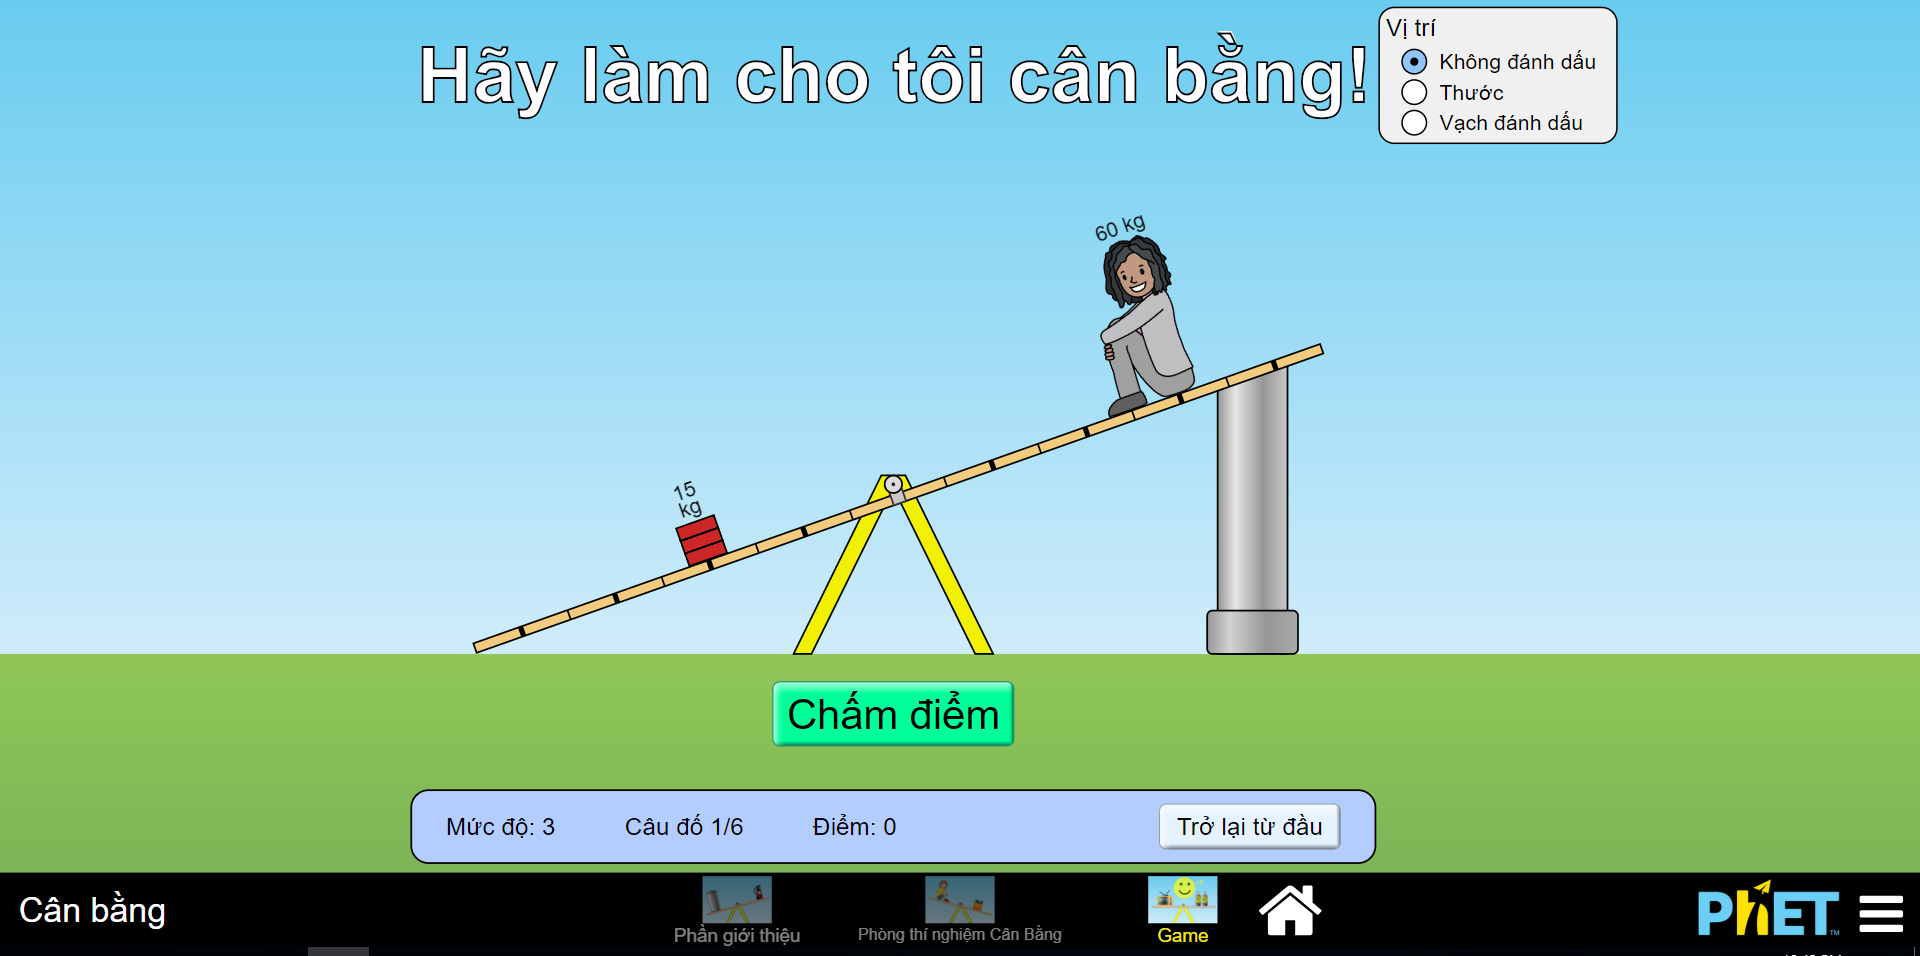 Hãy làm cho tôi cân bằng!
Vị trí
Không đánh dấu
Thước
Vạch đánh dấu
60 kg
15
kg
Chấm điểm
Mức độ: 3
Câu đố 1/6
Điểm: 0
Trở lại từ đầu
Cân bằng
Phần giới thiệu
Phòng thí nghiệm Cân Bằng
Game
PhET™